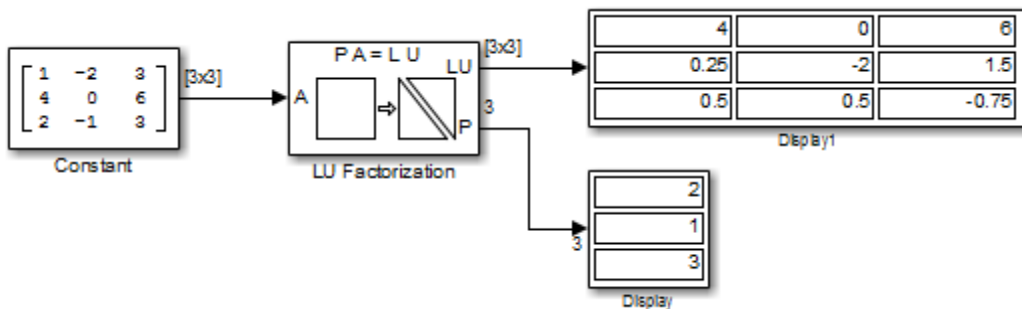 1 −2 3
4 0 6
2 −1 3
Constant
[3x3]
P A = L U
A
LU
P
LU Factorization
[3x3]
3
4 0 6
0.25 -2 1.5
0.5 0.5 -0.75
Display1
3
2
1
3
Display